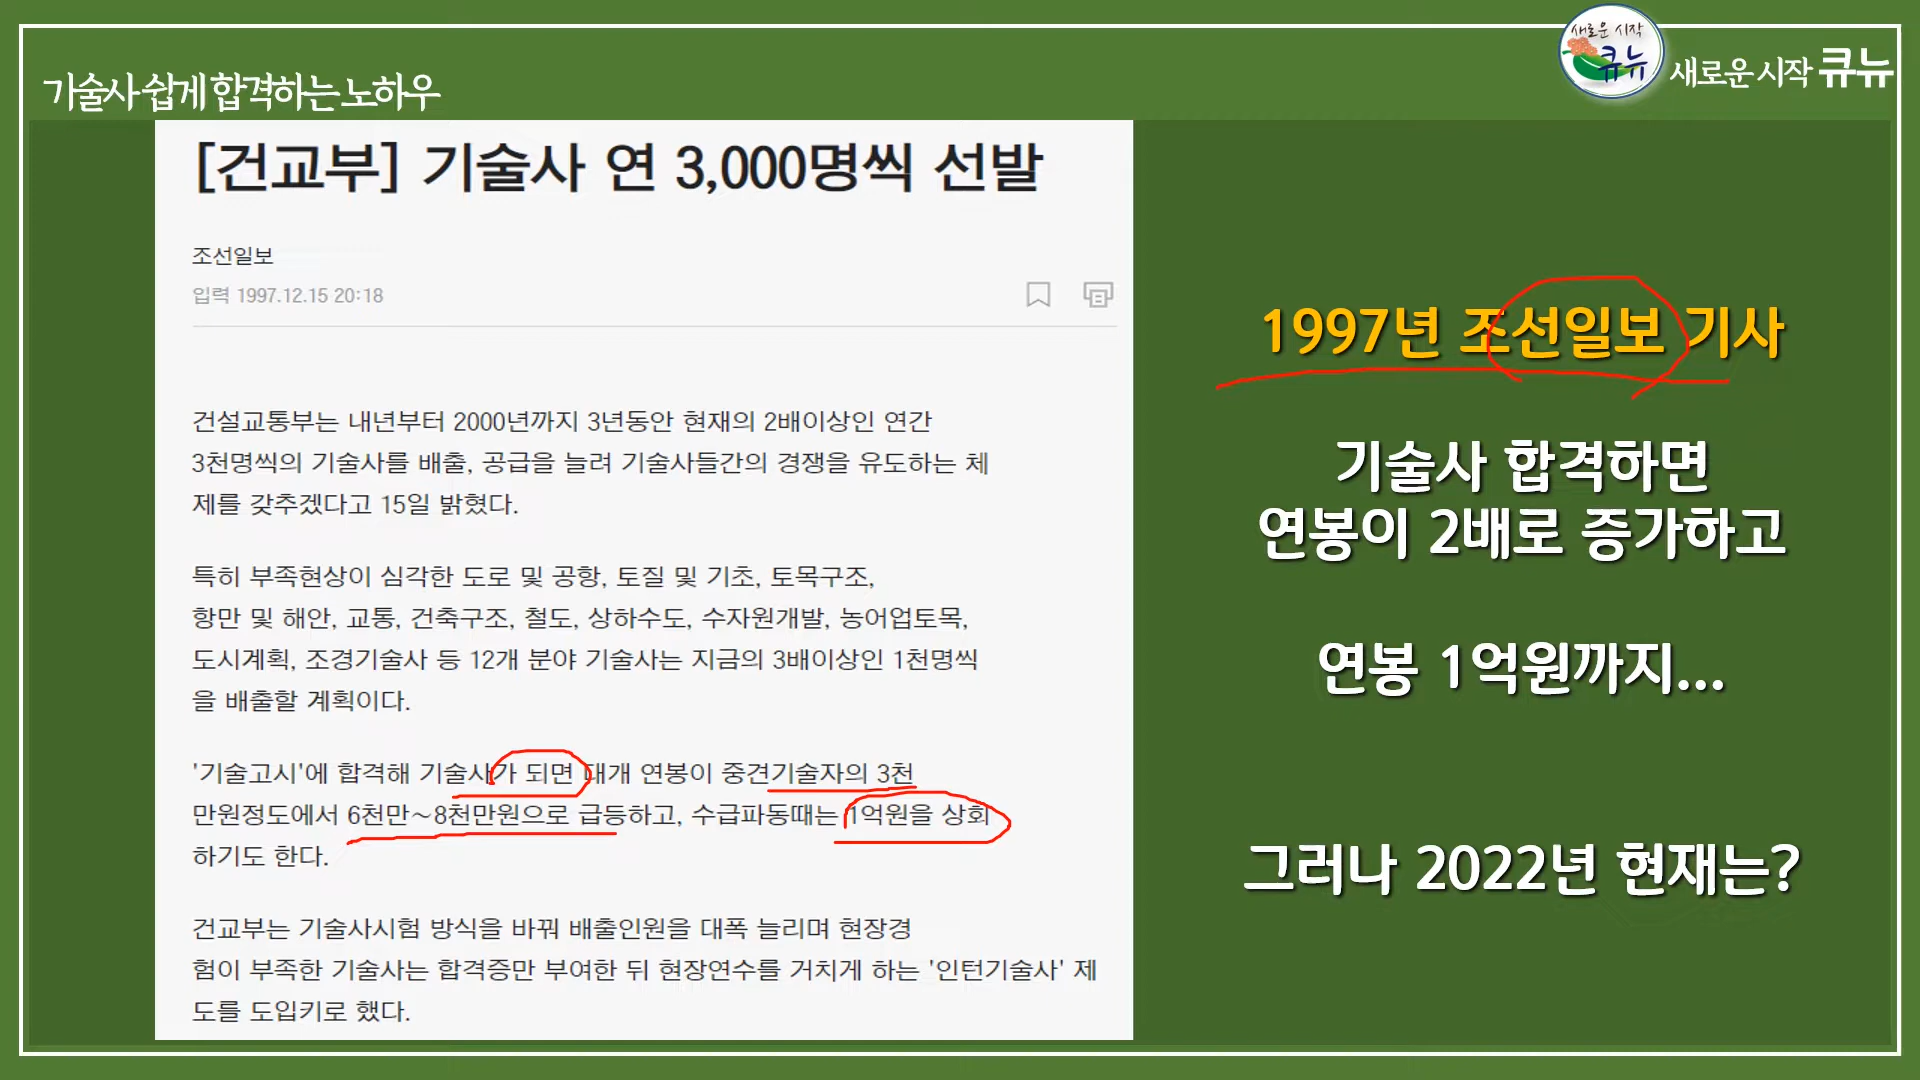 기술사 쉽게 합격하는 노하우
새로운 시작
큐뉴
새로운 시작 큐뉴
[건교부] 기술사 연 3,000명씩 선발
조선일보
입력 1997.12.15 20:18
건설교통부는 내년부터 2000년까지 3년동안 현재의 2배이상인 연간
3천명씩의 기술사를 배출, 공급을 늘려 기술사들간의 경쟁을 유도하는 체
제를 갖추겠다고 15일 밝혔다.
특히 부족현상이 심각한 도로 및 공항, 토질 및 기초, 토목구조,
항만 및 해안, 교통, 건축구조, 철도, 상하수도, 수자원개발, 농어업토목,
도시계획, 조경기술사 등 12개 분야 기술사는 지금의 3배이상인 1천명씩
을 배출할 계획이다.
'기술고시'에 합격해 기술사가 되면 대개 연봉이 중견기술자의 3천
만원정도에서 6천만~8천만원으로 급등하고, 수급파동때는 1억원을 상회
하기도 한다.
건교부는 기술사시험 방식을 바꿔 배출인원을 대폭 늘리며 현장경
험이 부족한 기술사는 합격증만 부여한 뒤 현장연수를 거치게 하는 '인턴기술사' 제
도를 도입키로 했다.
1997년 조선일보 기사
기술사 합격하면
연봉이 2배로 증가하고
연봉 1억원까지...
그러나 2022년 현재는?